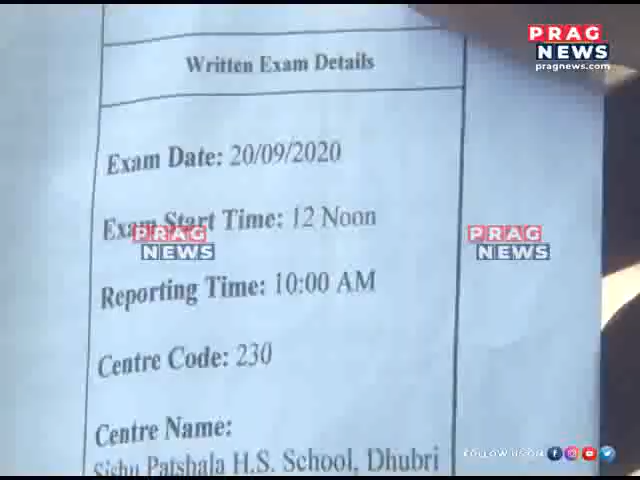 PRAG
NEWS
pragnews.com
Written Exam Details
Exam Date: 20/09/2020
Exam Start Time: 12 Noon
PRAG
NEWS
PRAG
NEWS
Reporting Time: 10:00 AM
Centre Code: 230
Centre Name:
Sishu Patshala H.S. School, Dhubri
FOLLOW US ON